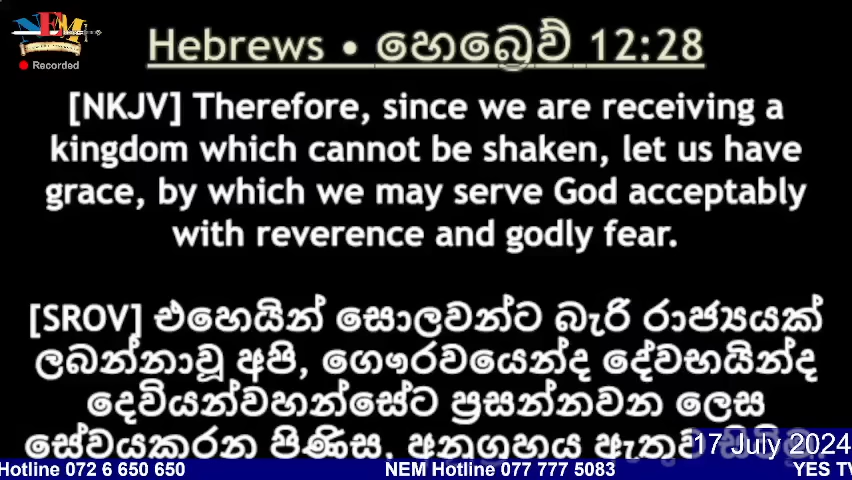 NEM
Recorded
Hebrews • හෙබ්‍රෙව් 12:28
[NKJV] Therefore, since we are receiving a
kingdom which cannot be shaken, let us have
grace, by which we may serve God acceptably
with reverence and godly fear.
[SROV] එහෙයින් සොලවන්ට බැරි රාජ්‍යයක්
ලබන්නාවූ අපි, ගෞරවයෙන්ද දේවභයින්ද
දෙවියන්වහන්සේට ප්‍රසන්නවන ලෙස
සේවයකරන පිණිස, අනුග්‍රහය ඇතුව
17 July 2024
Hotline 072 6 650 650 NEM Hotline 077 777 5083 YES TV